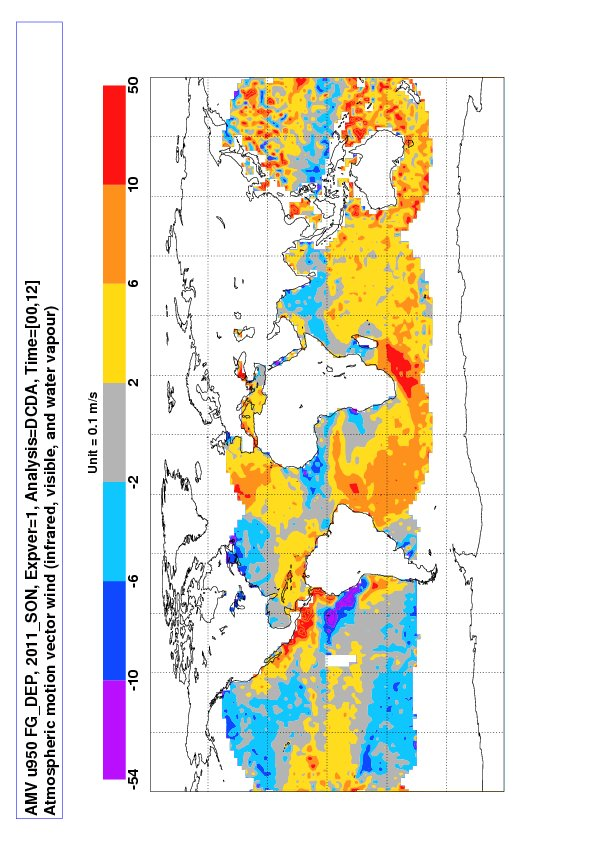 AMV u950 FG_DEP, 2011_SON, Expver=1, Analysis=DCDA, Time=[00,12]
Atmospheric motion vector wind (infrared, visible, and water vapour)
Unit = 0.1 m/s
-54 -10 -6 -2 2 6 10 50